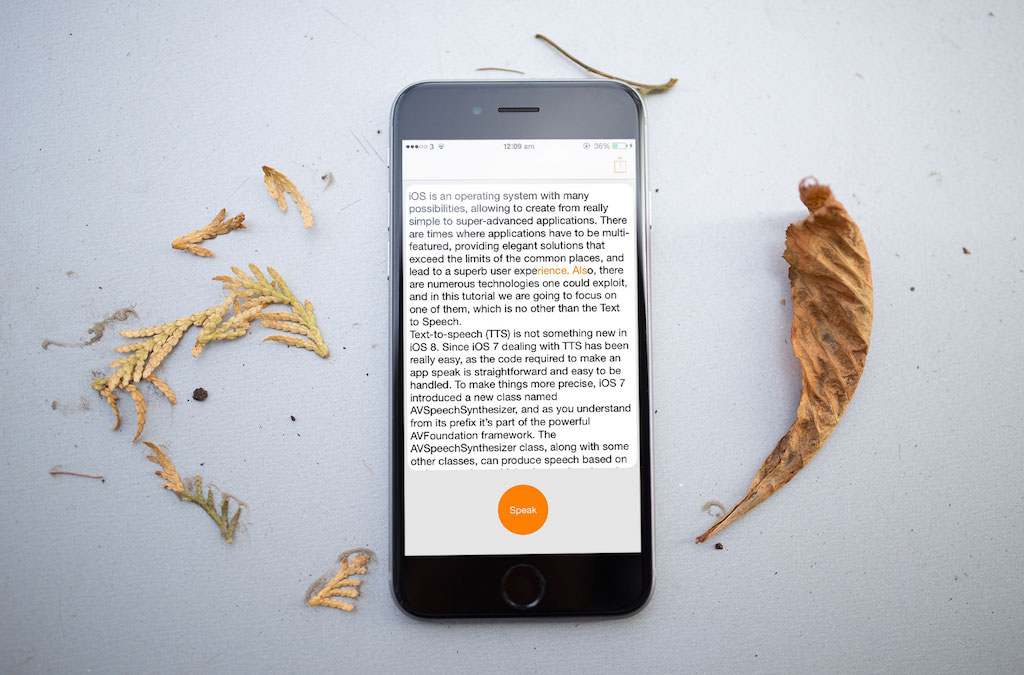 3 12:09 am 36%
iOS is an operating system with many
possibilities, allowing to create from really
simple to super-advanced applications. There
are times where applications have to be multi-
featured, providing elegant solutions that
exceed the limits of the common places, and
lead to a superb user experience. Also, there
are numerous technologies one could exploit,
and in this tutorial we are going to focus on
one of them, which is no other than the Text
to Speech.
Text-to-speech (TTS) is not something new in
iOS 8. Since iOS 7 dealing with TTS has been
really easy, as the code required to make an
app speak is straightforward and easy to be
handled. To make things more precise, iOS 7
introduced a new class named
AVSpeechSynthesizer, and as you understand
from its prefix it's part of the powerful
AVFoundation framework. The
AVSpeechSynthesizer class, along with some
other classes, can produce speech based on
Speak